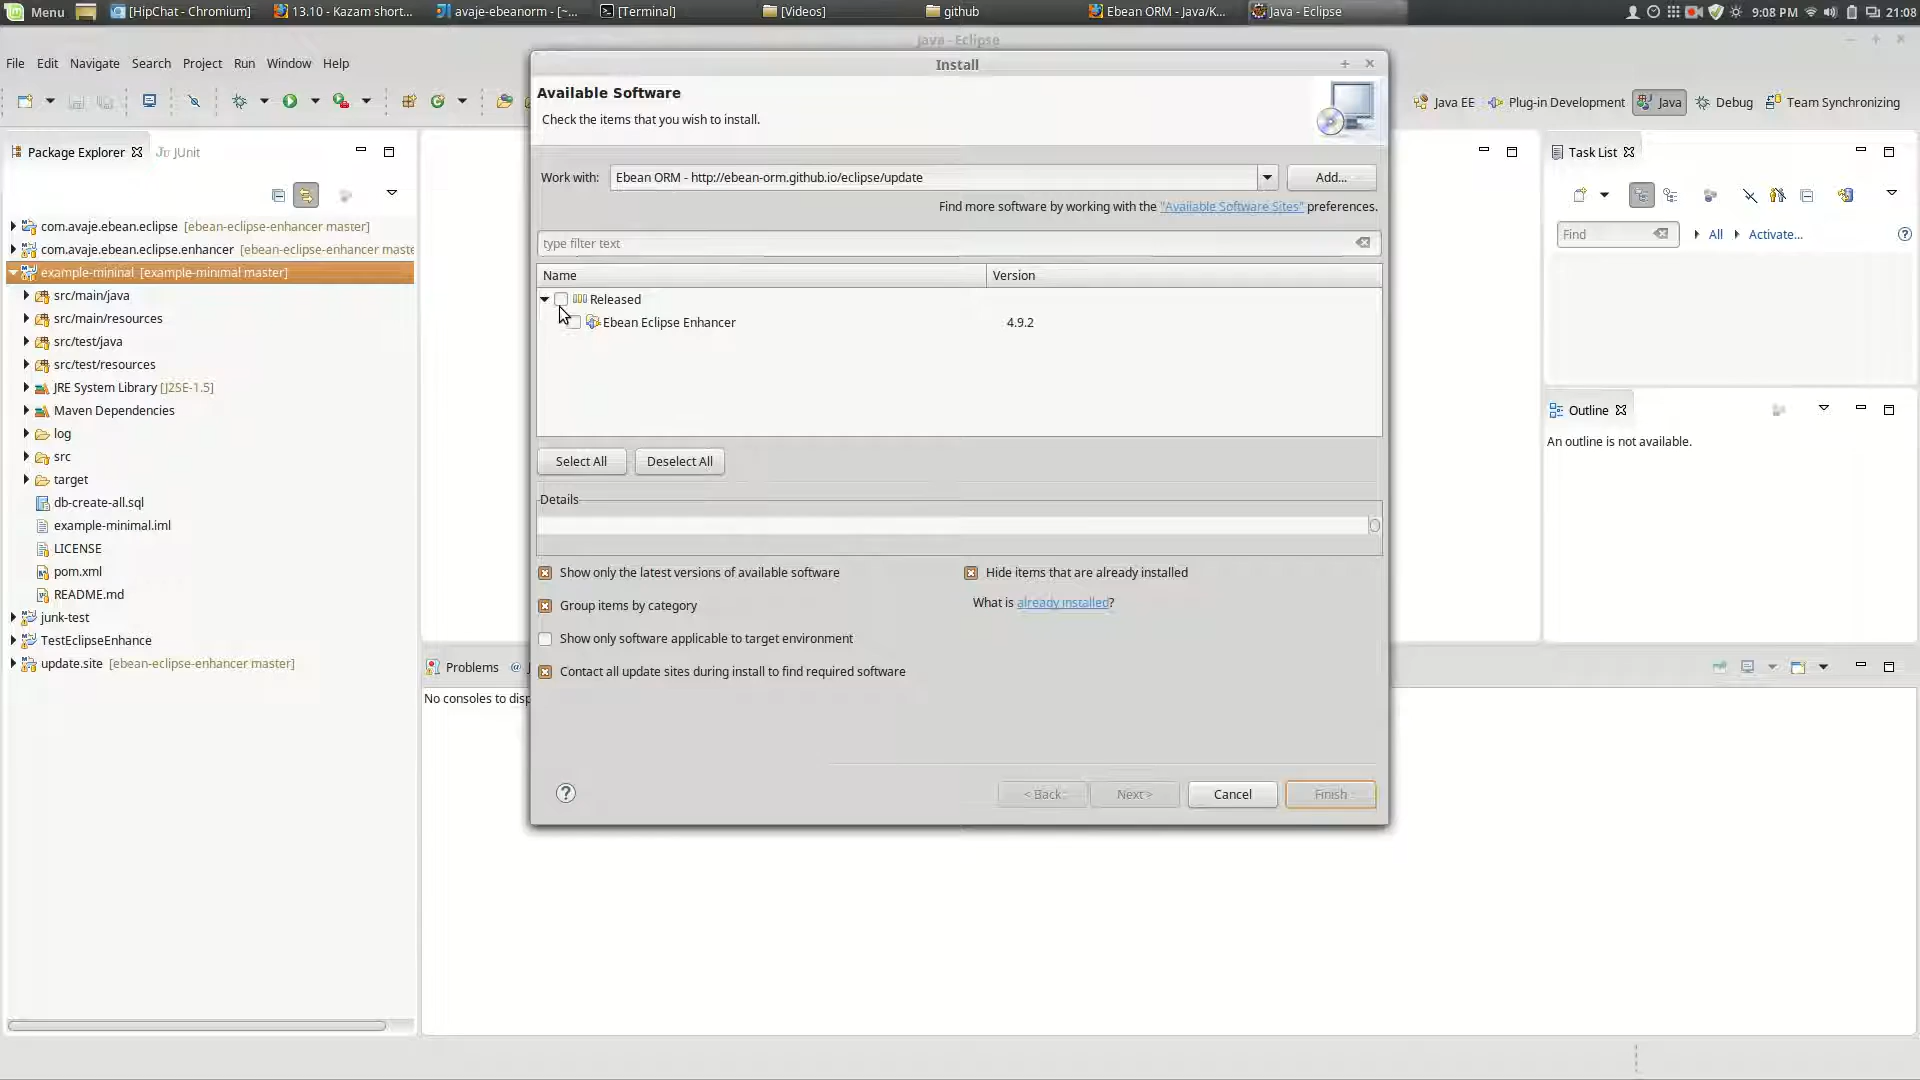 Menu
[HipChat - Chromium]
13.10 - Kazam short...
avaje-ebeanorm - [~...
[Terminal]
[Videos]
github
Ebean ORM - Java/K...
Java - Eclipse
9:08 PM
21:08
Java - Eclipse
File Edit Navigate Search Project Run Window Help
Java EE
Plug-in Development
Java
Debug
Team Synchronizing
Package Explorer
JUnit
com.avaje.ebean.eclipse [ebean-eclipse-enhancer master]
com.avaje.ebean.eclipse.enhancer [ebean-eclipse-enhancer maste
example-minimal [example-minimal master]
src/main/java
src/main/resources
src/test/java
src/test/resources
JRE System Library [J2SE-1.5]
Maven Dependencies
log
src
target
db-create-all.sql
example-minimal.iml
LICENSE
pom.xml
README.md
junk-test
TestEclipseEnhance
update.site [ebean-eclipse-enhancer master]
Install
Available Software
Check the items that you wish to install.
Work with: Ebean ORM - http://ebean-orm.github.io/eclipse/update Add...
Find more software by working with the "Available Software Sites" preferences.
type filter text
Name Version
Released
Ebean Eclipse Enhancer 4.9.2
Select All Deselect All
Details
Show only the latest versions of available software
Hide items that are already installed
Group items by category
What is already installed?
Show only software applicable to target environment
Contact all update sites during install to find required software
< Back Next > Cancel Finish
Task List
Find
All
Activate...
Outline
An outline is not available.
Problems @
No consoles to disp